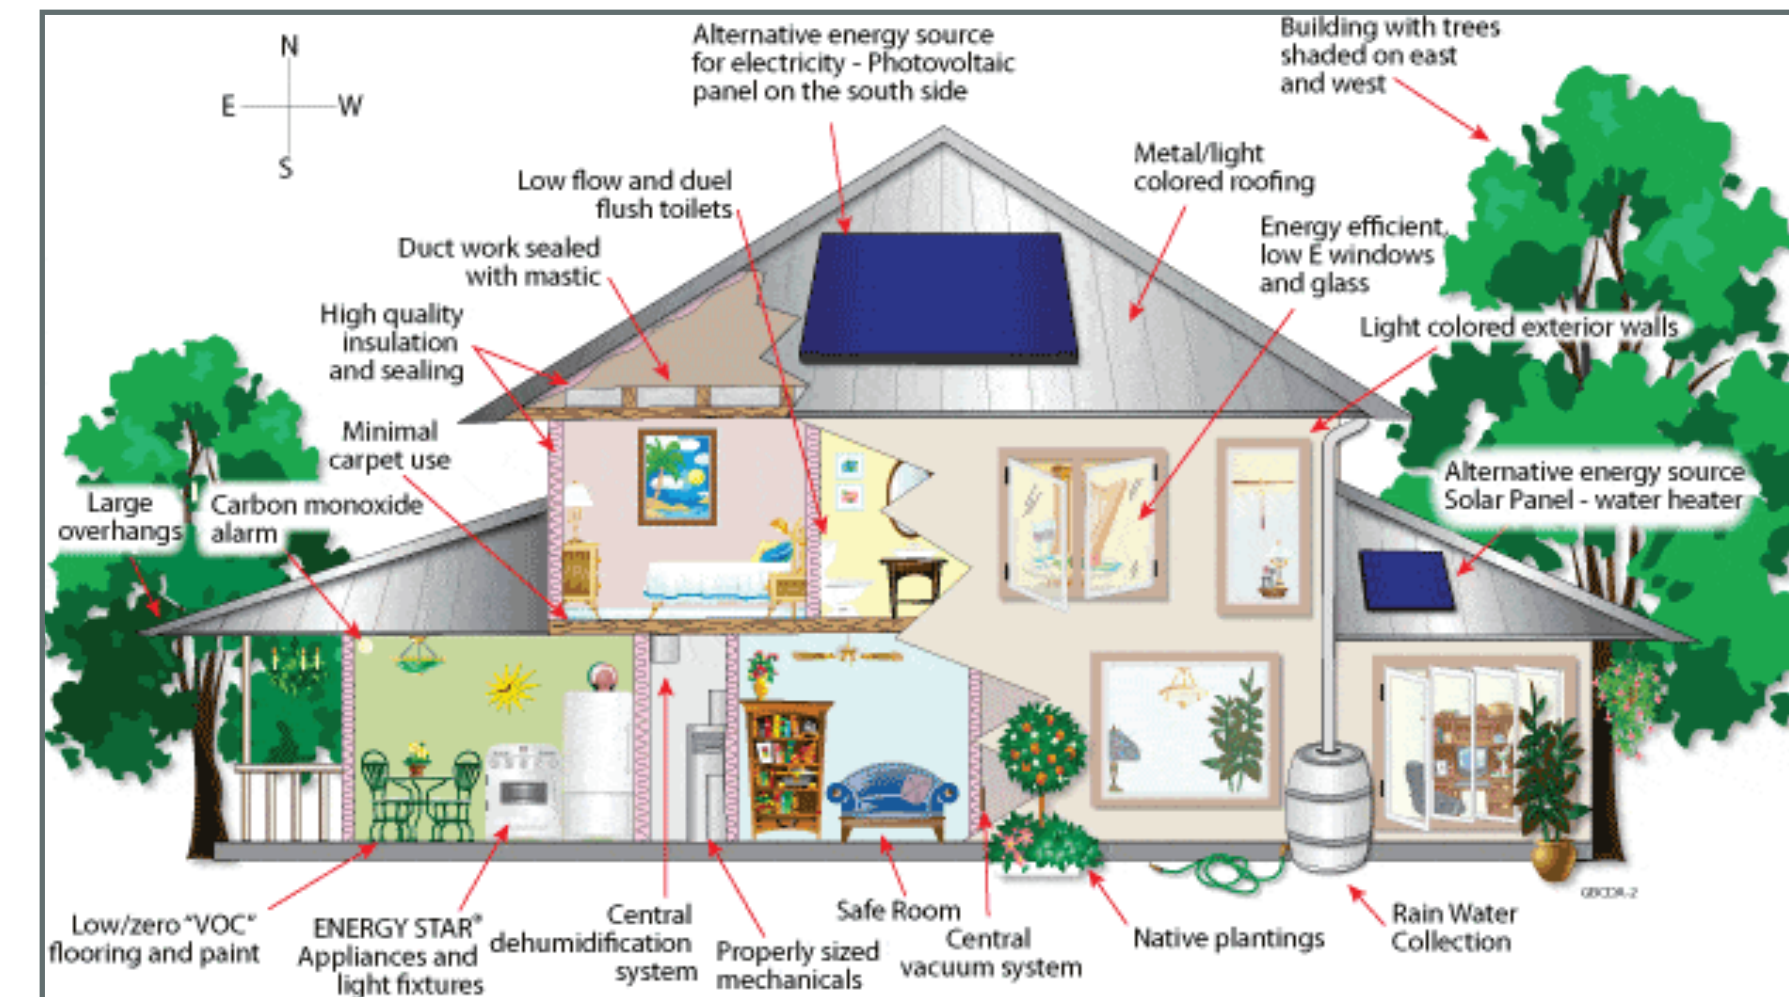 N
E
W
S
Alternative energy source
for electricity - Photovoltaic
panel on the south side
Building with trees
shaded on east
and west
Metal/light
colored roofing
Low flow and duel
flush toilets
Energy efficient,
low E windows
and glass
Duct work sealed
with mastic
High quality
insulation
and sealing
Light colored exterior walls
Minimal
carpet use
Alternative energy source
Solar Panel - water heater
Large
overhangs
Carbon monoxide
alarm
GBCDR-2
Low/zero "VOC"
flooring and paint
ENERGY STAR®
Appliances and
light fixtures
Central
dehumidification
system
Properly sized
mechanicals
Safe Room
Central
vacuum system
Native plantings
Rain Water
Collection